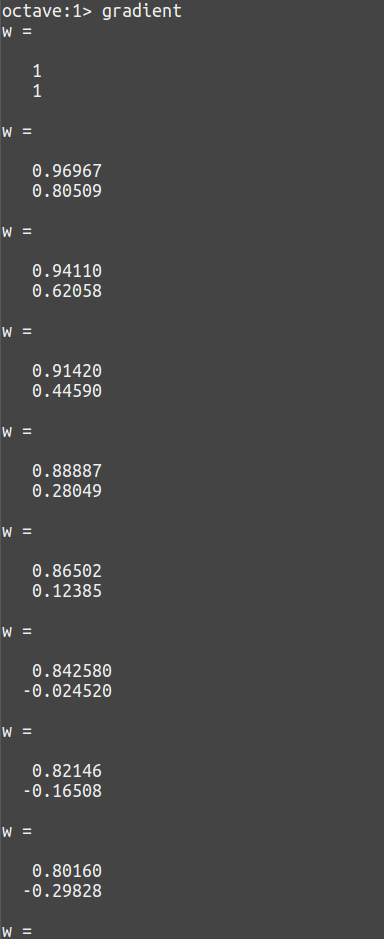 octave:1> gradient
w =
1
1
w =
0.96967
0.80509
w =
0.94110
0.62058
w =
0.91420
0.44590
w =
0.88887
0.28049
w =
0.86502
0.12385
w =
0.842580
-0.024520
w =
0.82146
-0.16508
w =
0.80160
-0.29828
w =